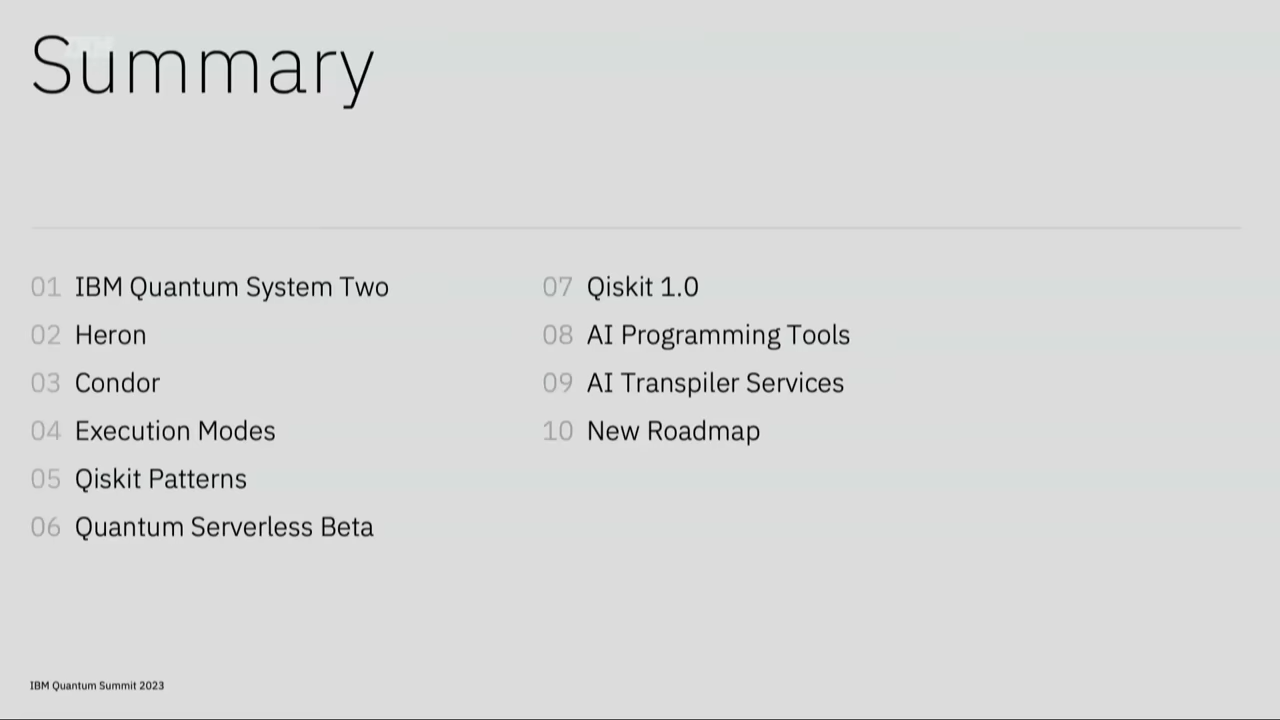 Summary
01 IBM Quantum System Two
02 Heron
03 Condor
04 Execution Modes
05 Qiskit Patterns
06 Quantum Serverless Beta
07 Qiskit 1.0
08 AI Programming Tools
09 AI Transpiler Services
10 New Roadmap
IBM Quantum Summit 2023